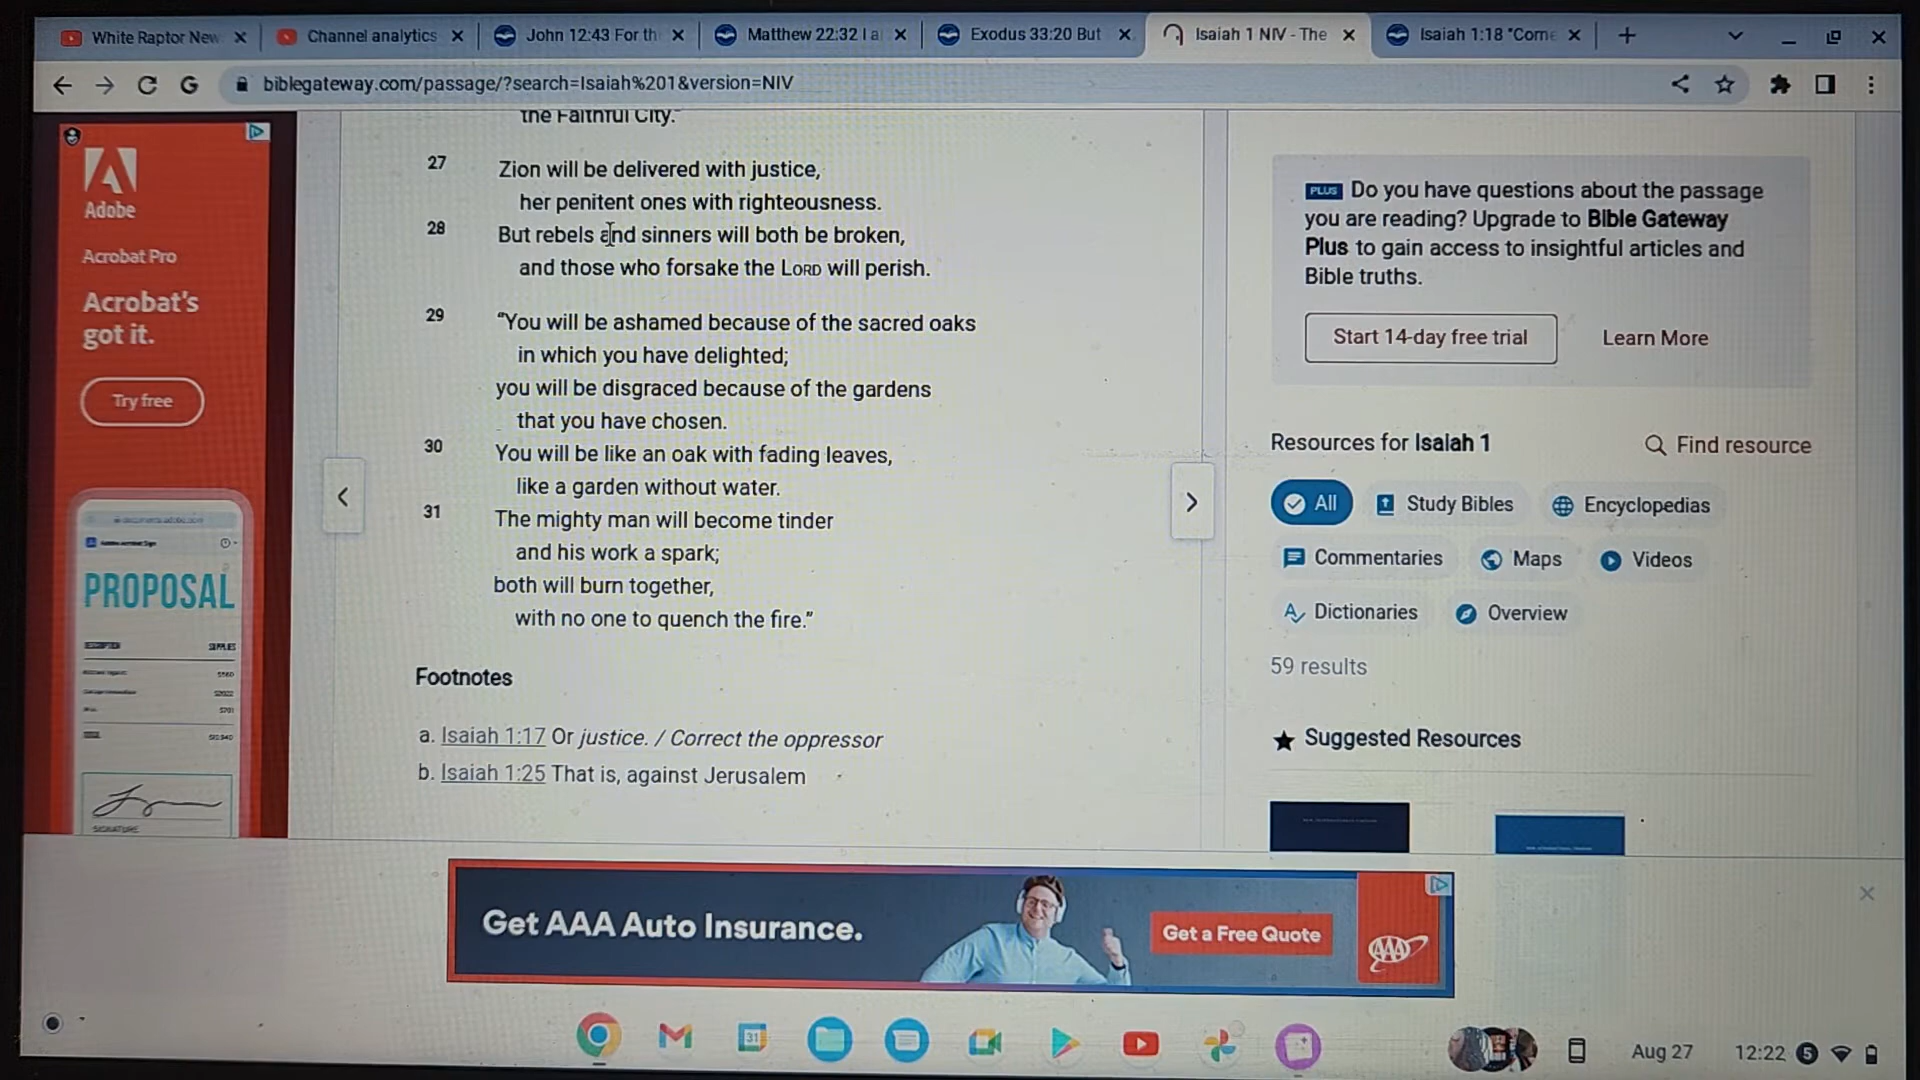 White Raptor New
Channel analytics
John 12:43 For th
Matthew 22:32 I a
Exodus 33:20 But
Isaiah 1 NIV - The
Isaiah 1:18 "Come
biblegateway.com/passage/?search=Isaiah%201&version=NIV
the Faithful City."
27 Zion will be delivered with justice,
her penitent ones with righteousness.
28 But rebels and sinners will both be broken,
and those who forsake the LORD will perish.
29 "You will be ashamed because of the sacred oaks
in which you have delighted;
you will be disgraced because of the gardens
that you have chosen.
30 You will be like an oak with fading leaves,
like a garden without water.
31 The mighty man will become tinder
and his work a spark;
both will burn together,
with no one to quench the fire."
Footnotes
a. Isaiah 1:17 Or justice. / Correct the oppressor
b. Isaiah 1:25 That is, against Jerusalem
Adobe
Acrobat Pro
Acrobat's
got it.
Try free
PROPOSAL
SIGNATURE
PLUS Do you have questions about the passage
you are reading? Upgrade to Bible Gateway
Plus to gain access to insightful articles and
Bible truths.
Start 14-day free trial
Learn More
Resources for Isaiah 1
Find resource
All
Study Bibles
Encyclopedias
Commentaries
Maps
Videos
Dictionaries
Overview
59 results
Suggested Resources
Get AAA Auto Insurance.
Get a Free Quote
AAA
31
Aug 27
12:22
5